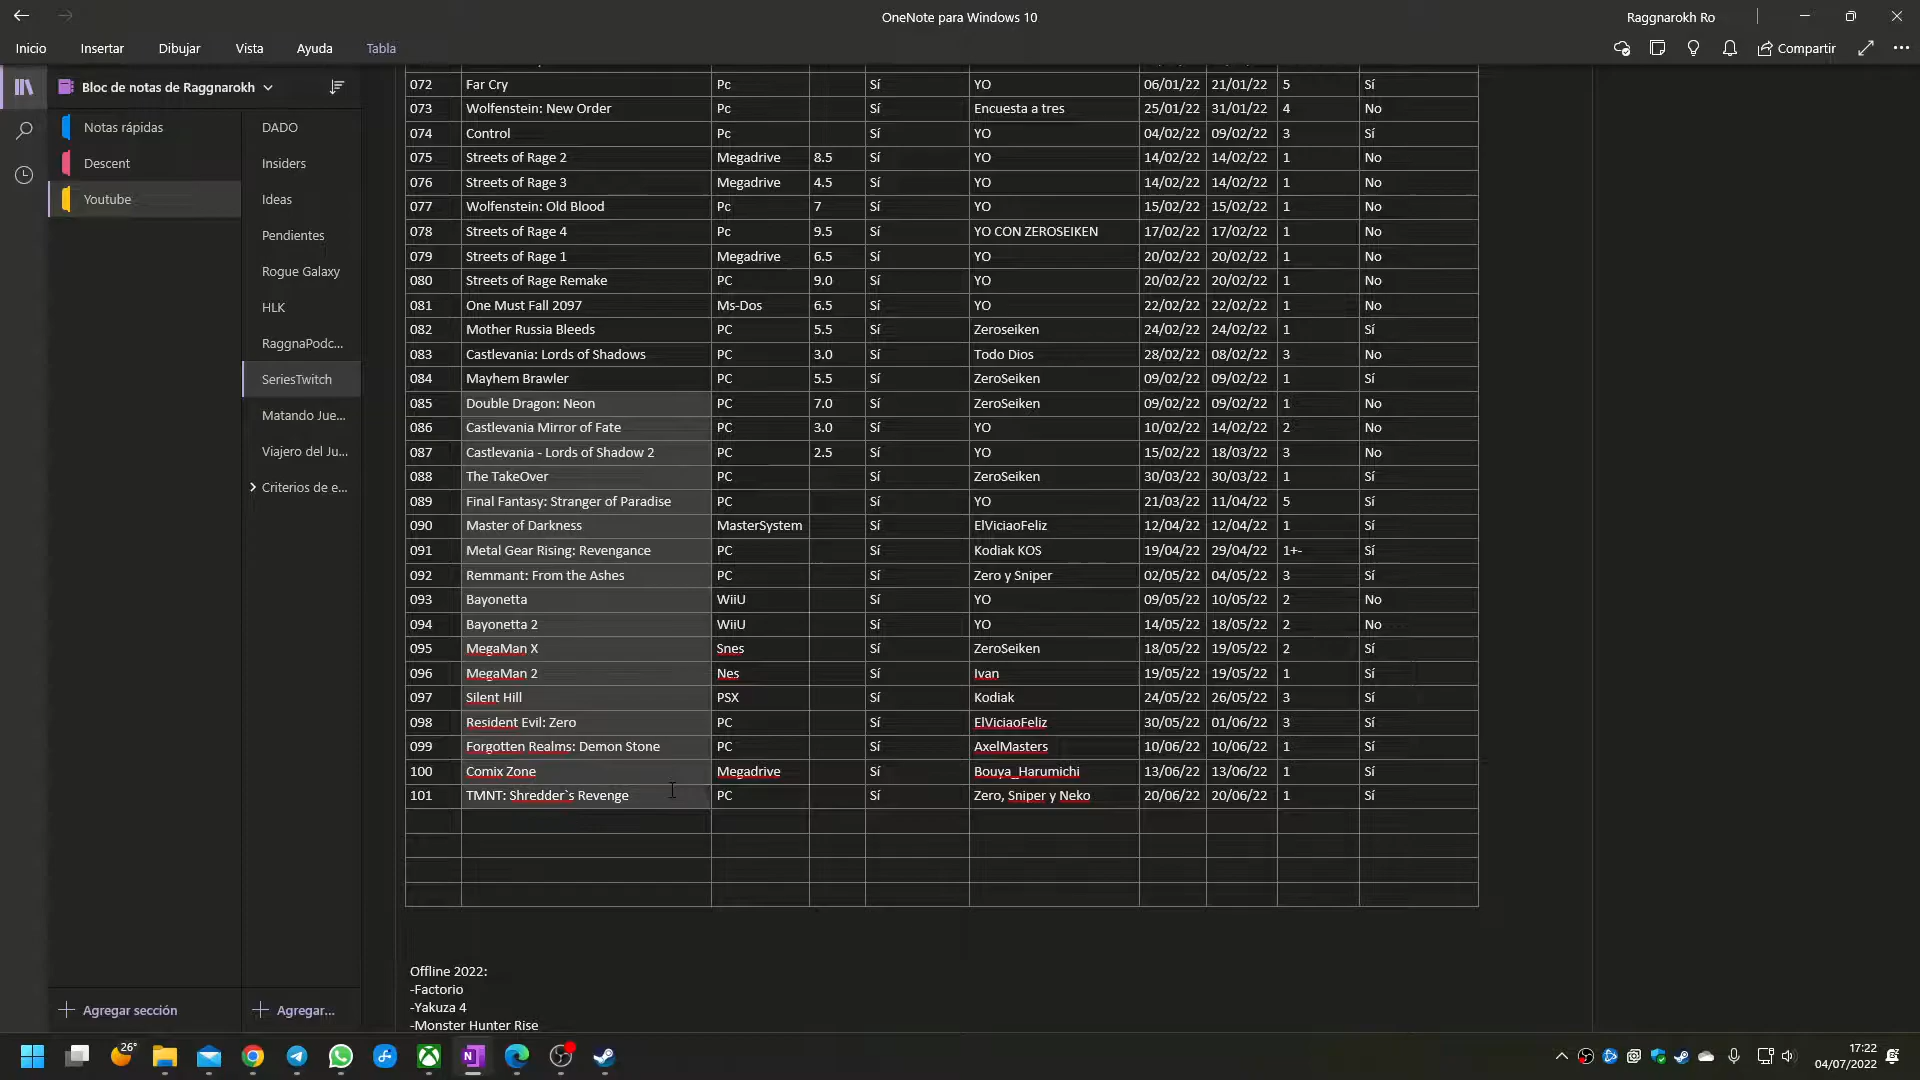 OneNote para Windows 10
Raggnarokh Ro
Inicio Insertar Dibujar Vista Ayuda Tabla
Compartir
Bloc de notas de Raggnarokh
Notas rápidas
Descent
Youtube
DADO
Insiders
Ideas
Pendientes
Rogue Galaxy
HLK
RaggnaPodc...
SeriesTwitch
Matando Jue...
Viajero del Ju...
Criterios de e...
072 Far Cry Pc Sí YO 06/01/22 21/01/22 5 Sí
073 Wolfenstein: New Order Pc Sí Encuesta a tres 25/01/22 31/01/22 4 No
074 Control Pc Sí YO 04/02/22 09/02/22 3 Sí
075 Streets of Rage 2 Megadrive 8.5 Sí YO 14/02/22 14/02/22 1 No
076 Streets of Rage 3 Megadrive 4.5 Sí YO 14/02/22 14/02/22 1 No
077 Wolfenstein: Old Blood Pc 7 Sí YO 15/02/22 15/02/22 1 No
078 Streets of Rage 4 Pc 9.5 Sí YO CON ZEROSEIKEN 17/02/22 17/02/22 1 No
079 Streets of Rage 1 Megadrive 6.5 Sí YO 20/02/22 20/02/22 1 No
080 Streets of Rage Remake PC 9.0 Sí YO 20/02/22 20/02/22 1 No
081 One Must Fall 2097 Ms-Dos 6.5 Sí YO 22/02/22 22/02/22 1 No
082 Mother Russia Bleeds PC 5.5 Sí Zeroseiken 24/02/22 24/02/22 1 Sí
083 Castlevania: Lords of Shadows PC 3.0 Sí Todo Dios 28/02/22 08/02/22 3 No
084 Mayhem Brawler PC 5.5 Sí ZeroSeiken 09/02/22 09/02/22 1 Sí
085 Double Dragon: Neon PC 7.0 Sí ZeroSeiken 09/02/22 09/02/22 1 No
086 Castlevania Mirror of Fate PC 3.0 Sí YO 10/02/22 14/02/22 2 No
087 Castlevania - Lords of Shadow 2 PC 2.5 Sí YO 15/02/22 18/03/22 3 No
088 The TakeOver PC Sí ZeroSeiken 30/03/22 30/03/22 1 Sí
089 Final Fantasy: Stranger of Paradise PC Sí YO 21/03/22 11/04/22 5 Sí
090 Master of Darkness MasterSystem Sí ElViciaoFeliz 12/04/22 12/04/22 1 Sí
091 Metal Gear Rising: Revengance PC Sí Kodiak KOS 19/04/22 29/04/22 1+- Sí
092 Remmant: From the Ashes PC Sí Zero y Sniper 02/05/22 04/05/22 3 Sí
093 Bayonetta WiiU Sí YO 09/05/22 10/05/22 2 No
094 Bayonetta 2 WiiU Sí YO 14/05/22 18/05/22 2 No
095 MegaMan X Snes Sí ZeroSeiken 18/05/22 19/05/22 2 Sí
096 MegaMan 2 Nes Sí Ivan 19/05/22 19/05/22 1 Sí
097 Silent Hill PSX Sí Kodiak 24/05/22 26/05/22 3 Sí
098 Resident Evil: Zero PC Sí ElViciaoFeliz 30/05/22 01/06/22 3 Sí
099 Forgotten Realms: Demon Stone PC Sí AxelMasters 10/06/22 10/06/22 1 Sí
100 Comix Zone Megadrive Sí Bouya_Harumichi 13/06/22 13/06/22 1 Sí
101 TMNT: Shredder`s Revenge PC Sí Zero, Sniper y Neko 20/06/22 20/06/22 1 Sí
Offline 2022:
-Factorio
-Yakuza 4
-Monster Hunter Rise
Agregar sección
Agregar...
26°
17:22
04/07/2022